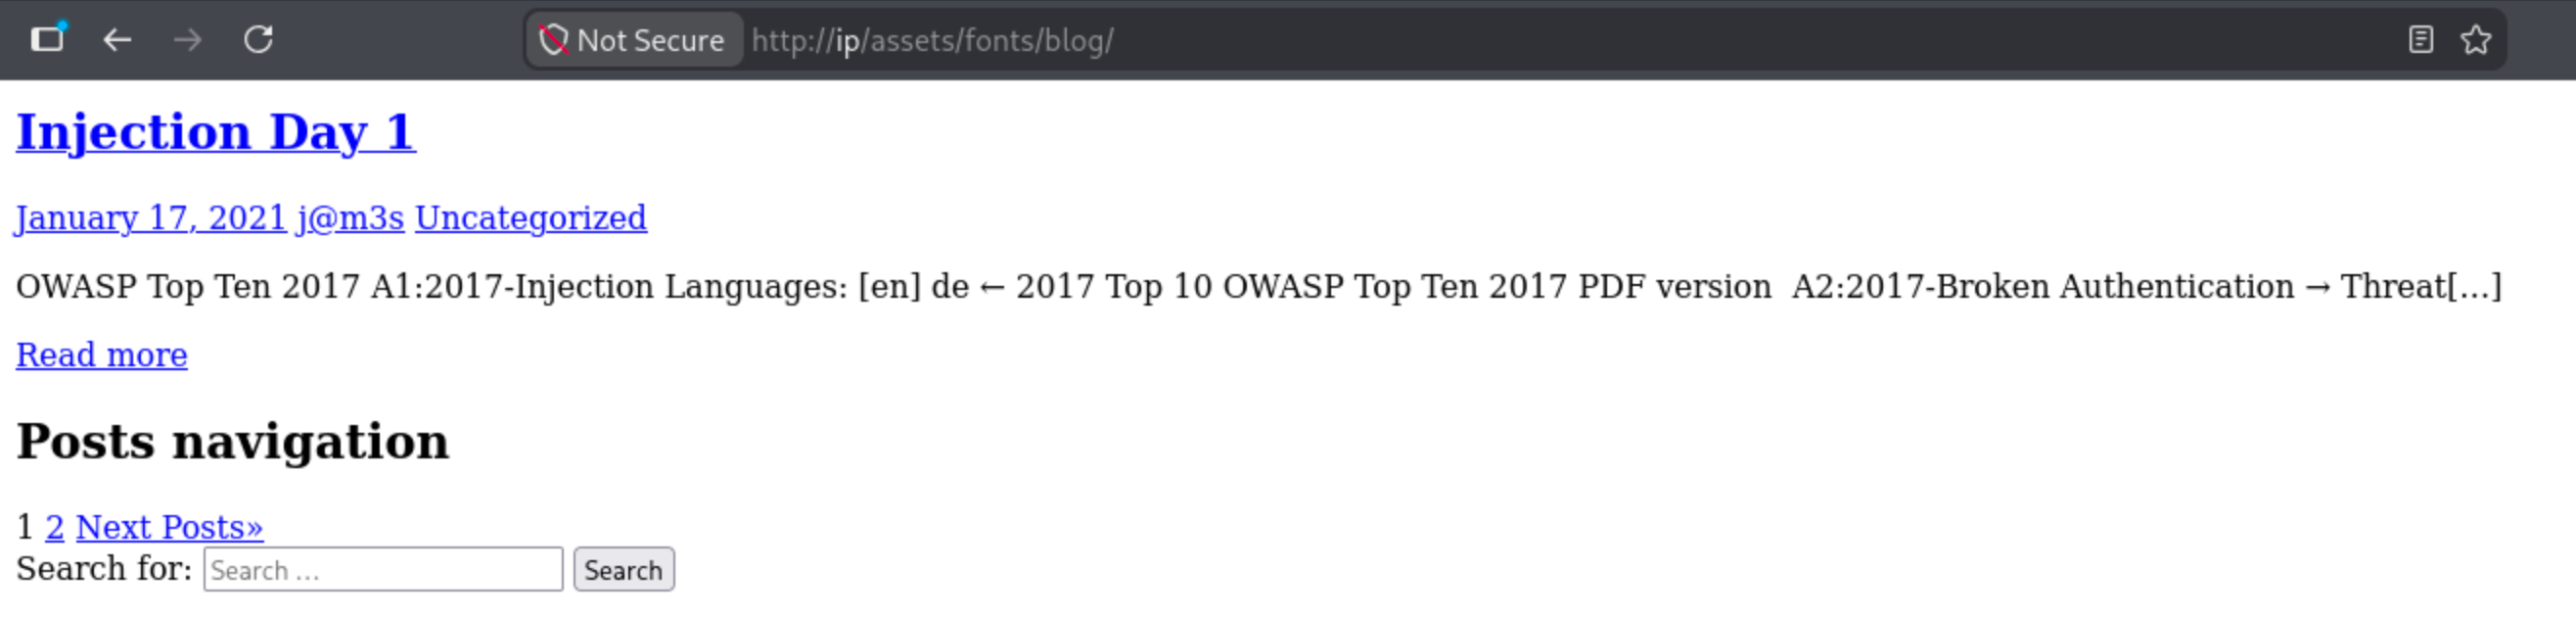 Not Secure http://ip/assets/fonts/blog/
Injection Day 1
January 17, 2021 j@m3s Uncategorized
OWASP Top Ten 2017 A1:2017-Injection Languages: [en] de ← 2017 Top 10 OWASP Top Ten 2017 PDF version  A2:2017-Broken Authentication → Threat[…]
Read more
Posts navigation
1 2 Next Posts»
Search for: Search … Search